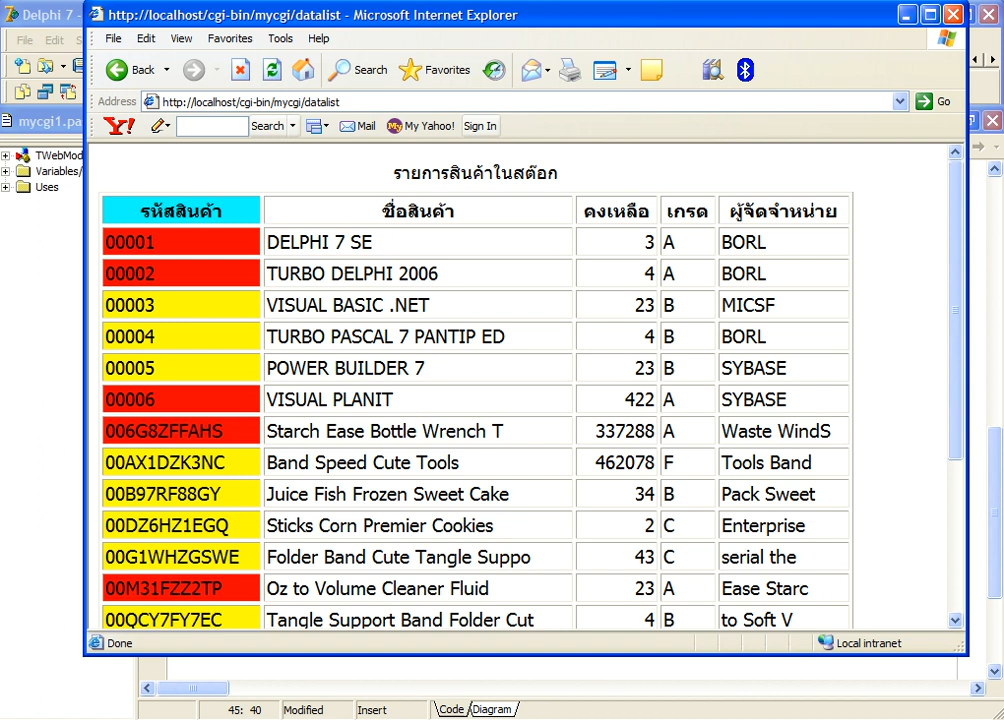 Delphi 7 -
http://localhost/cgi-bin/mycgi/datalist - Microsoft Internet Explorer
File Edit
File Edit View Favorites Tools Help
Back Search Favorites
Address http://localhost/cgi-bin/mycgi/datalist Go
mycgi1.pa
Y! Search Mail My My Yahoo! Sign In
TWebMod
Variables/
Uses
รายการสินค้าในสต๊อก
รหัสสินค้า ชื่อสินค้า คงเหลือ เกรด ผู้จัดจำหน่าย
00001 DELPHI 7 SE 3 A BORL
00002 TURBO DELPHI 2006 4 A BORL
00003 VISUAL BASIC .NET 23 B MICSF
00004 TURBO PASCAL 7 PANTIP ED 4 B BORL
00005 POWER BUILDER 7 23 B SYBASE
00006 VISUAL PLANIT 422 A SYBASE
006G8ZFFAHS Starch Ease Bottle Wrench T 337288 A Waste WindS
00AX1DZK3NC Band Speed Cute Tools 462078 F Tools Band
00B97RF88GY Juice Fish Frozen Sweet Cake 34 B Pack Sweet
00DZ6HZ1EGQ Sticks Corn Premier Cookies 2 C Enterprise
00G1WHZGSWE Folder Band Cute Tangle Suppo 43 C serial the
00M31FZZ2TP Oz to Volume Cleaner Fluid 23 A Ease Starc
00QCY7FY7EC Tangle Support Band Folder Cut 4 B to Soft V
Done Local intranet
45: 40 Modified Insert Code Diagram